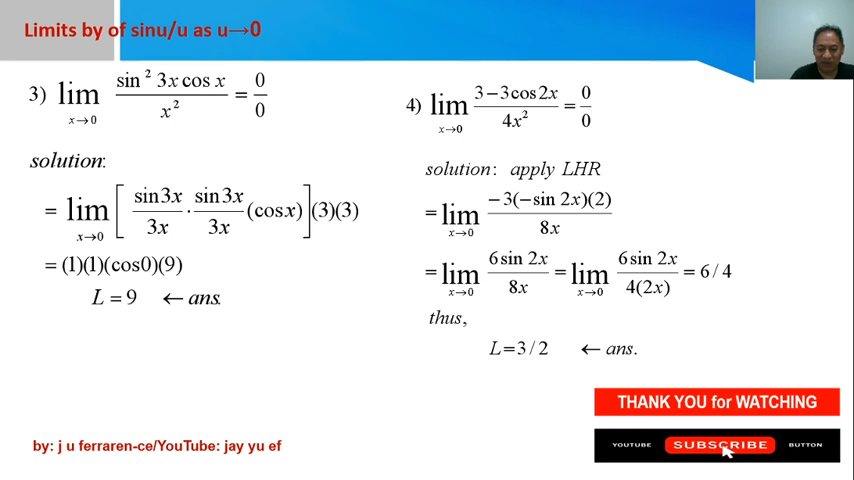 Limits by of sinu/u as u→0
3) lim x→0 sin² 3x cos x / x² = 0/0
solution:
= lim x→0 [ sin3x/3x · sin3x/3x (cosx) ](3)(3)
= (1)(1)(cos0)(9)
L = 9 ← ans.
4) lim x→0 3−3cos2x / 4x² = 0/0
solution: apply LHR
= lim x→0 −3(−sin 2x)(2) / 8x
= lim x→0 6sin 2x / 8x = lim x→0 6sin 2x / 4(2x) = 6/4
thus,
L=3/2 ← ans.
THANK YOU for WATCHING
YOUTUBE SUBSCRIBE BUTTON
by: j u ferraren-ce/YouTube: jay yu ef